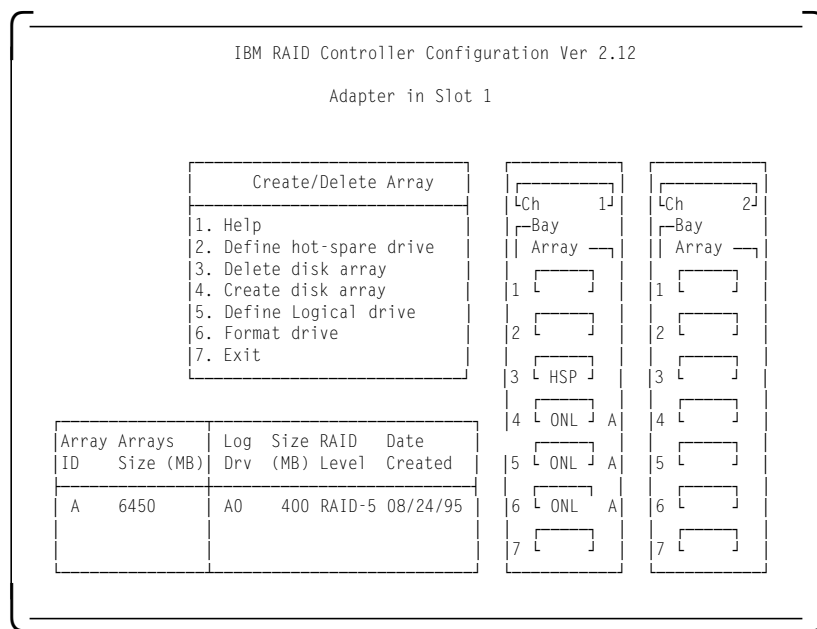 IBM RAID Controller Configuration Ver 2.12
Adapter in Slot 1
Create/Delete Array
1. Help
2. Define hot-spare drive
3. Delete disk array
4. Create disk array
5. Define Logical drive
6. Format drive
7. Exit
Ch 1
Bay
Array
1
2
3 HSP
4 ONL A
5 ONL A
6 ONL A
7
Ch 2
Bay
Array
1
2
3
4
5
6
7
Array Arrays Log Size RAID Date
ID Size (MB) Drv (MB) Level Created
A 6450 A0 400 RAID-5 08/24/95